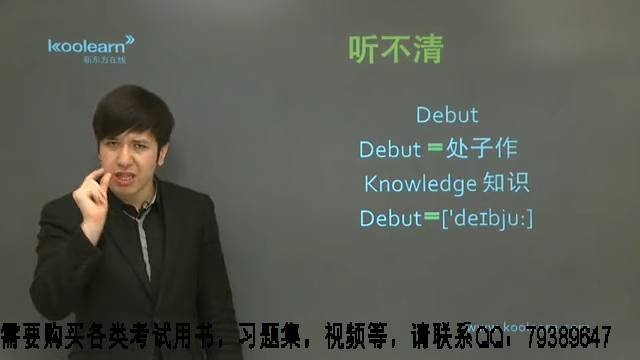 koolearn
新东方在线
听不清
Debut
Debut=处子作
Knowledge 知识
Debut=['deɪbju:]
www.koolearn
需要购买各类考试用书，习题集，视频等，请联系QQ：79389647